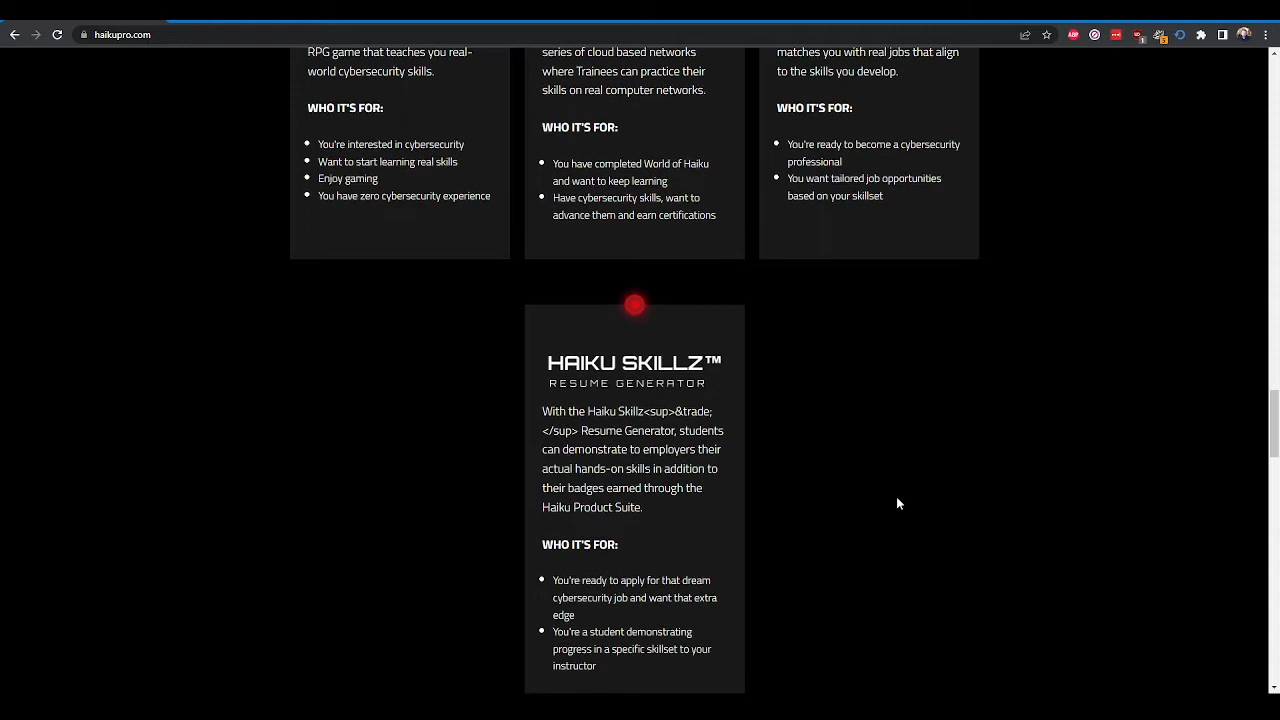 haikupro.com
RPG game that teaches you real-
world cybersecurity skills.
WHO IT'S FOR:
You're interested in cybersecurity
Want to start learning real skills
Enjoy gaming
You have zero cybersecurity experience
series of cloud based networks
where Trainees can practice their
skills on real computer networks.
WHO IT'S FOR:
You have completed World of Haiku
and want to keep learning
Have cybersecurity skills, want to
advance them and earn certifications
matches you with real jobs that align
to the skills you develop.
WHO IT'S FOR:
You're ready to become a cybersecurity
professional
You want tailored job opportunities
based on your skillset
HAIKU SKILLZ™
RESUME GENERATOR
With the Haiku Skillz<sup>&trade;
</sup> Resume Generator, students
can demonstrate to employers their
actual hands-on skills in addition to
their badges earned through the
Haiku Product Suite.
WHO IT'S FOR:
You're ready to apply for that dream
cybersecurity job and want that extra
edge
You're a student demonstrating
progress in a specific skillset to your
instructor